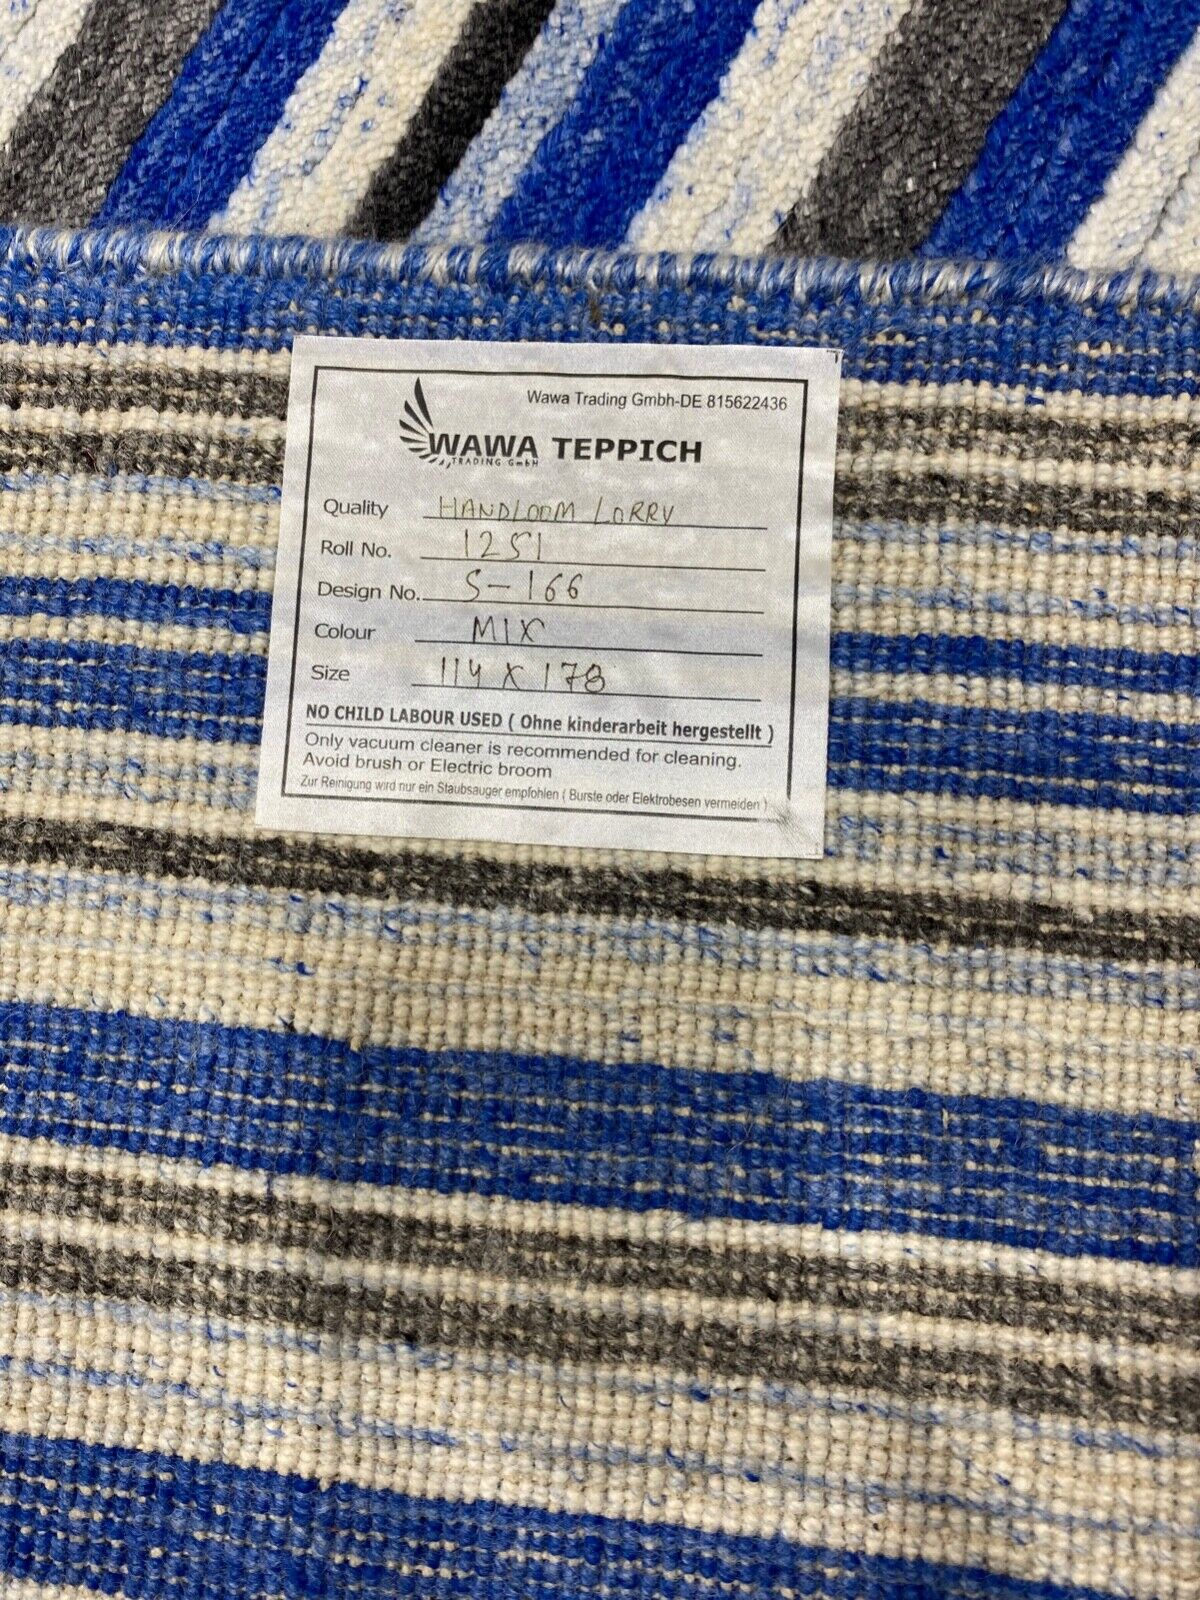 Wawa Trading Gmbh-DE 815622436
WAWA TEPPICH
TRADING GmbH
Quality HANDLOOM LORRY
Roll No. 1251
Design No. S-166
Colour MIX
Size 114 X 178
NO CHILD LABOUR USED ( Ohne kinderarbeit hergestellt )
Only vacuum cleaner is recommended for cleaning.
Avoid brush or Electric broom
Zur Reinigung wird nur ein Staubsauger empfohlen ( Burste oder Elektrobesen vermeiden )